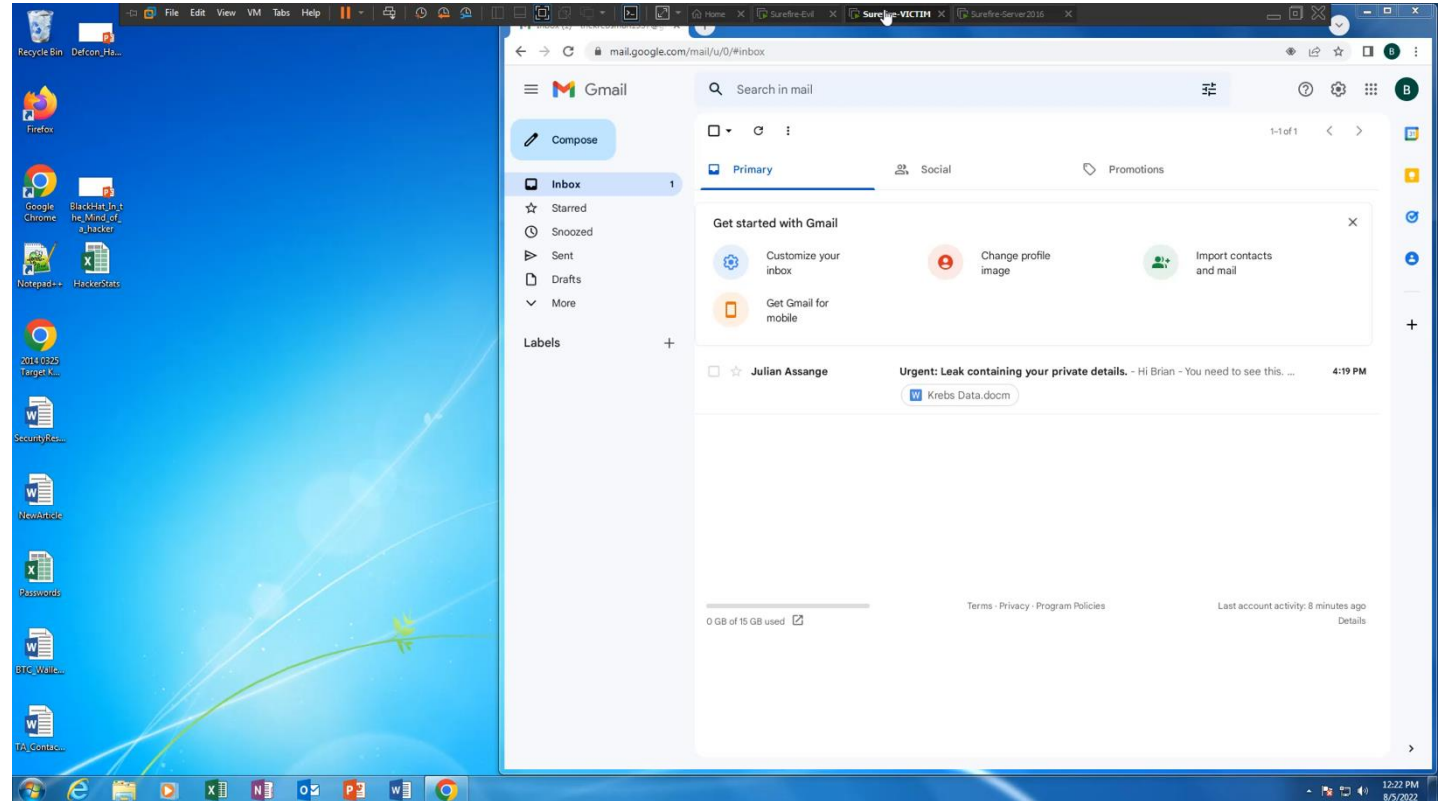 File Edit View VM Tabs Help
Home Surefire-Evil Surefire-VICTIM Surefire-Server2016
Recycle Bin
Defcon_Ha...
Firefox
Google Chrome
BlackHat_In_t
he_Mind_of_
a_hacker
Notepad++
HackerStats
2014 0325
Target K...
SecurityRes...
NewArticle
Passwords
BTC_Walle...
TA_Contac...
mail.google.com/mail/u/0/#inbox
B
Gmail
Search in mail
B
Compose
1–1 of 1
31
Inbox 1
Starred
Snoozed
Sent
Drafts
More
Labels
Primary Social Promotions
Get started with Gmail
Customize your
inbox
Change profile
image
Import contacts
and mail
Get Gmail for
mobile
Julian Assange Urgent: Leak containing your private details. - Hi Brian - You need to see this. ... 4:19 PM
W Krebs Data.docm
0 GB of 15 GB used
Terms · Privacy · Program Policies
Last account activity: 8 minutes ago
Details
12:22 PM
8/5/2022